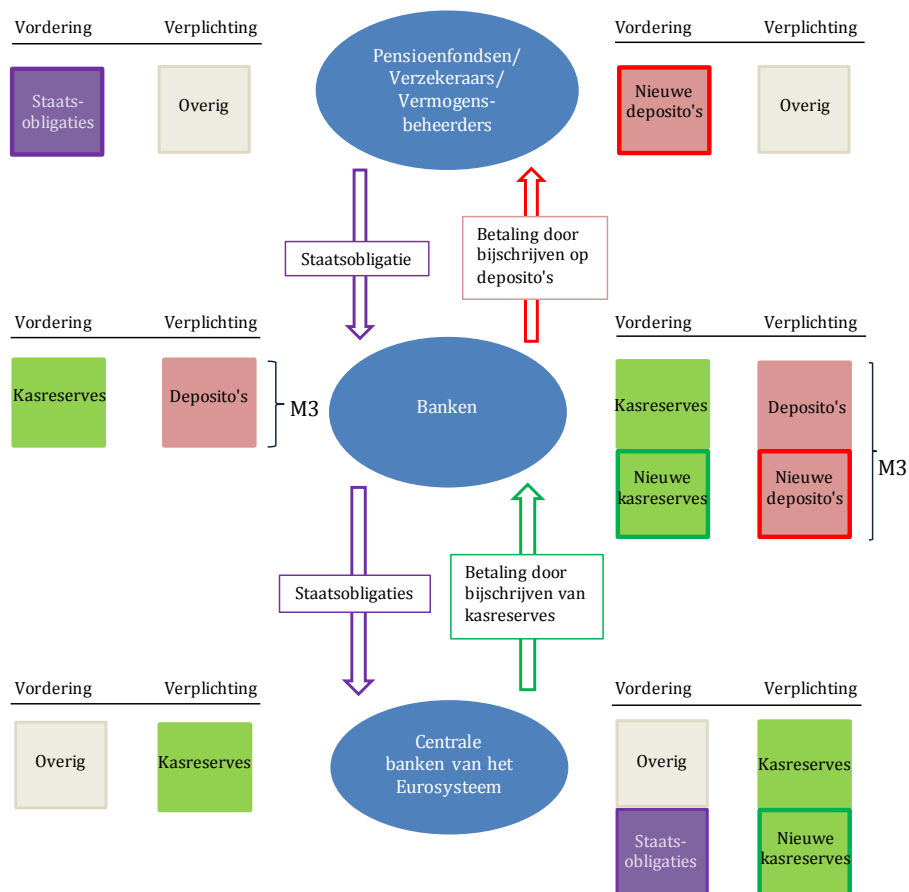 Vordering
Verplichting
Staats-
obligaties
Overig
Pensioenfondsen/
Verzekeraars/
Vermogens-
beheerders
Vordering
Verplichting
Nieuwe
deposito's
Overig
Staatsobligatie
Betaling door
bijschrijven op
deposito's
Vordering
Verplichting
Kasreserves
Deposito's
M3
Banken
Vordering
Verplichting
Kasreserves
Deposito's
Nieuwe
kasreserves
Nieuwe
deposito's
M3
Staatsobligaties
Betaling door
bijschrijven van
kasreserves
Vordering
Verplichting
Overig
Kasreserves
Centrale
banken van het
Eurosysteem
Vordering
Verplichting
Overig
Kasreserves
Staats-
obligaties
Nieuwe
kasreserves